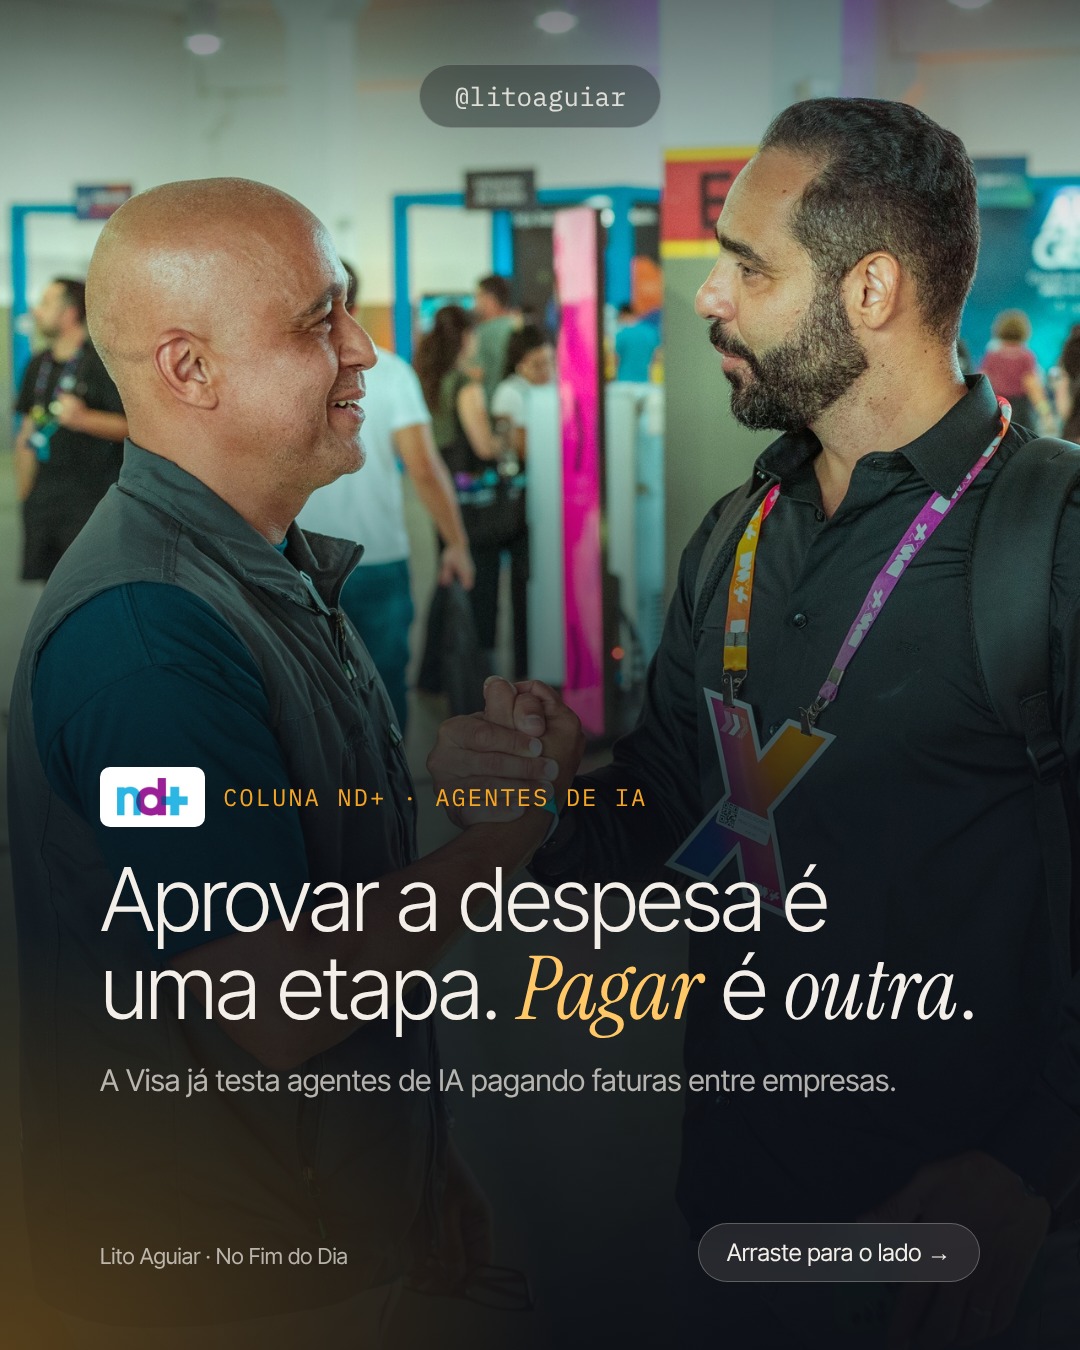 @litoaguiar
nd+
COLUNA ND+ · AGENTES DE IA
Aprovar a despesa é
uma etapa. Pagar é outra.
A Visa já testa agentes de IA pagando faturas entre empresas.
Lito Aguiar · No Fim do Dia
Arraste para o lado →